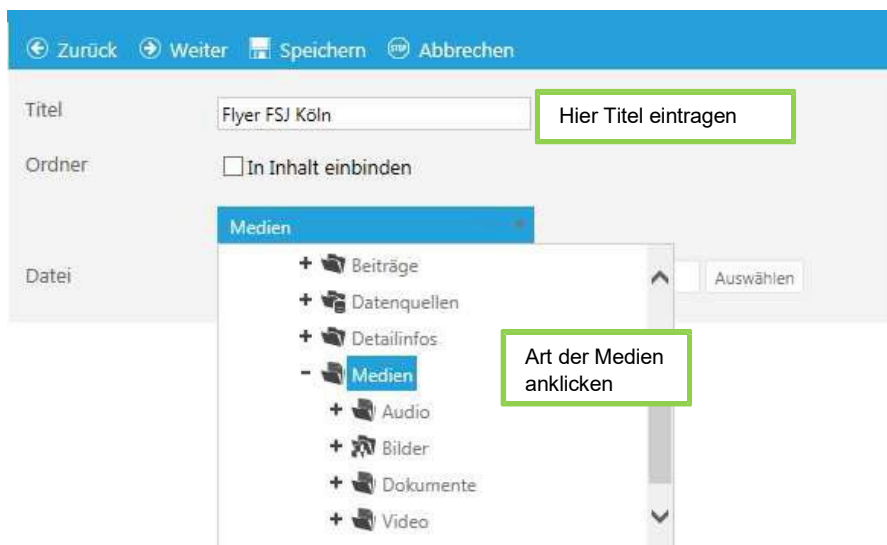 Zurück Weiter Speichern STOP Abbrechen
Titel Flyer FSJ Köln Hier Titel eintragen
Ordner In Inhalt einbinden
Medien
Datei Auswählen
Beiträge
Datenquellen
Detailinfos
Medien
Art der Medien
anklicken
Audio
Bilder
Dokumente
Video